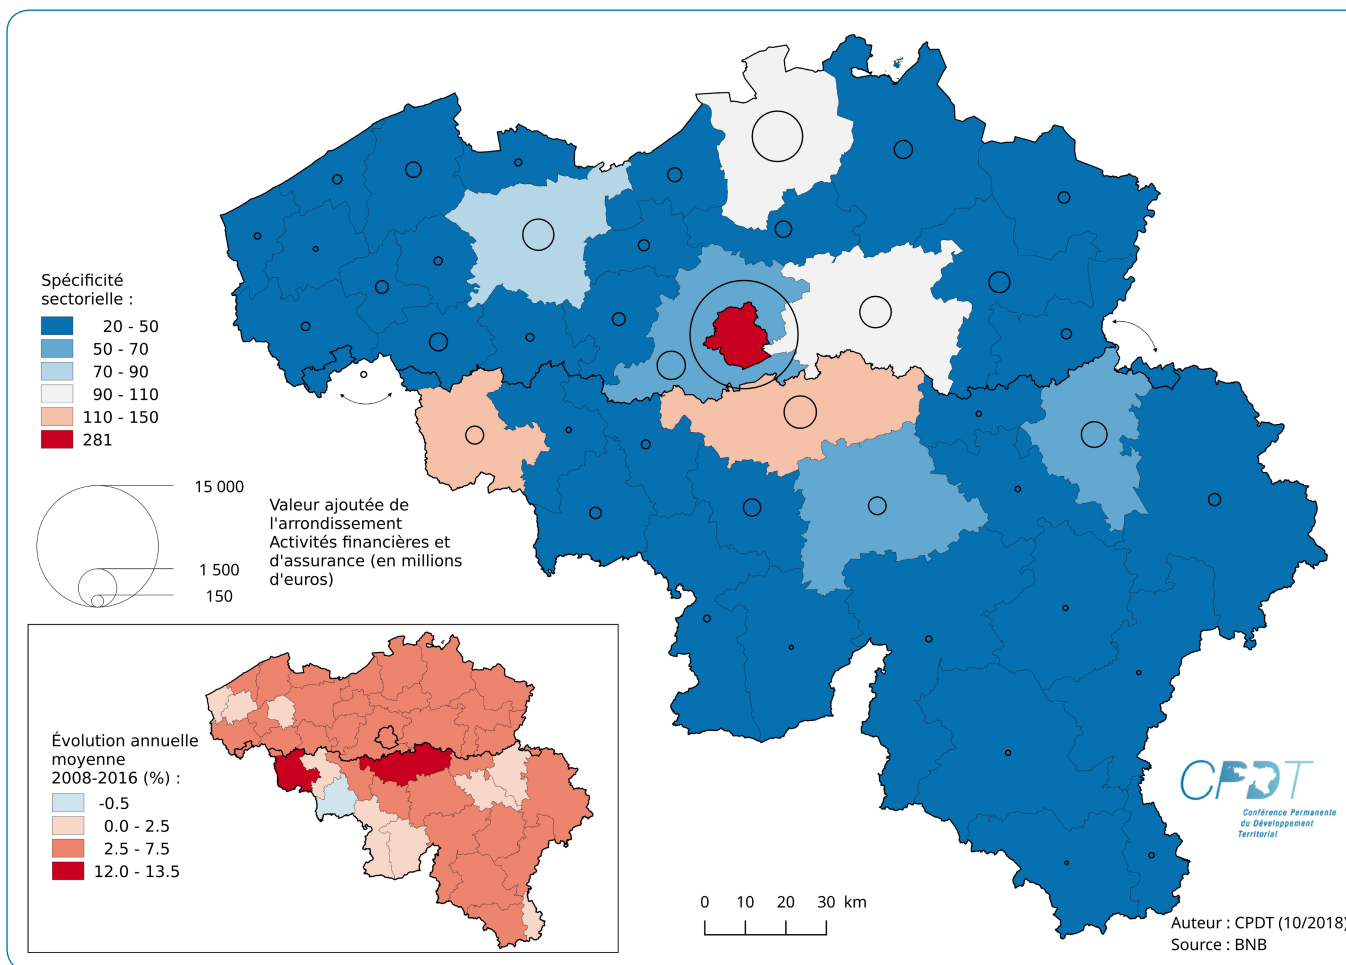 Spécificité
sectorielle :
20 - 50
50 - 70
70 - 90
90 - 110
110 - 150
281
15 000
1 500
150
Valeur ajoutée de
l'arrondissement
Activités financières et
d'assurance (en millions
d'euros)
Évolution annuelle
moyenne
2008-2016 (%) :
-0.5
0.0 - 2.5
2.5 - 7.5
12.0 - 13.5
0 10 20 30 km
CPDT
Conférence Permanente
du Développement
Territorial
Auteur : CPDT (10/2018)
Source : BNB